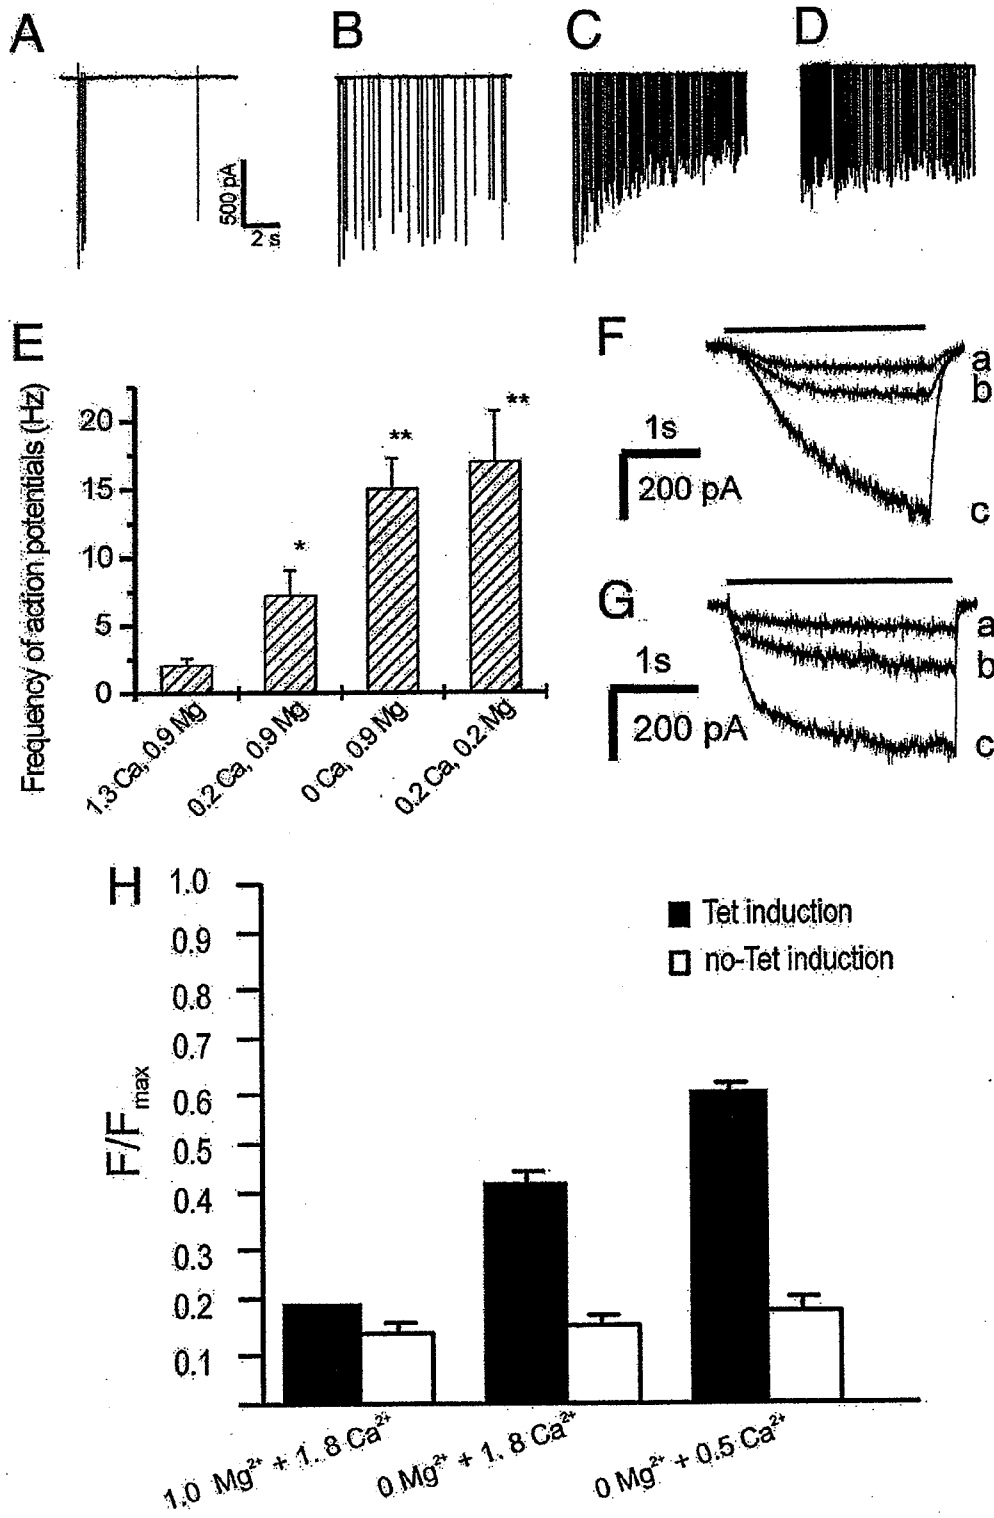 A
B
C
D
500 pA
2 s
E
Frequency of action potentials (Hz)
20
15
10
5
0
*
**
**
1.3 Ca, 0.9 Mg
0.2 Ca, 0.9 Mg
0 Ca, 0.9 Mg
0.2 Ca, 0.2 Mg
F
1s
200 pA
a
b
c
G
1s
200 pA
a
b
c
H
1.0
0.9
0.8
0.7
0.6
0.5
0.4
0.3
0.2
0.1
F/Fmax
Tet induction
no-Tet induction
1.0 Mg²⁺ + 1.8 Ca²⁺
0 Mg²⁺ + 1.8 Ca²⁺
0 Mg²⁺ + 0.5 Ca²⁺